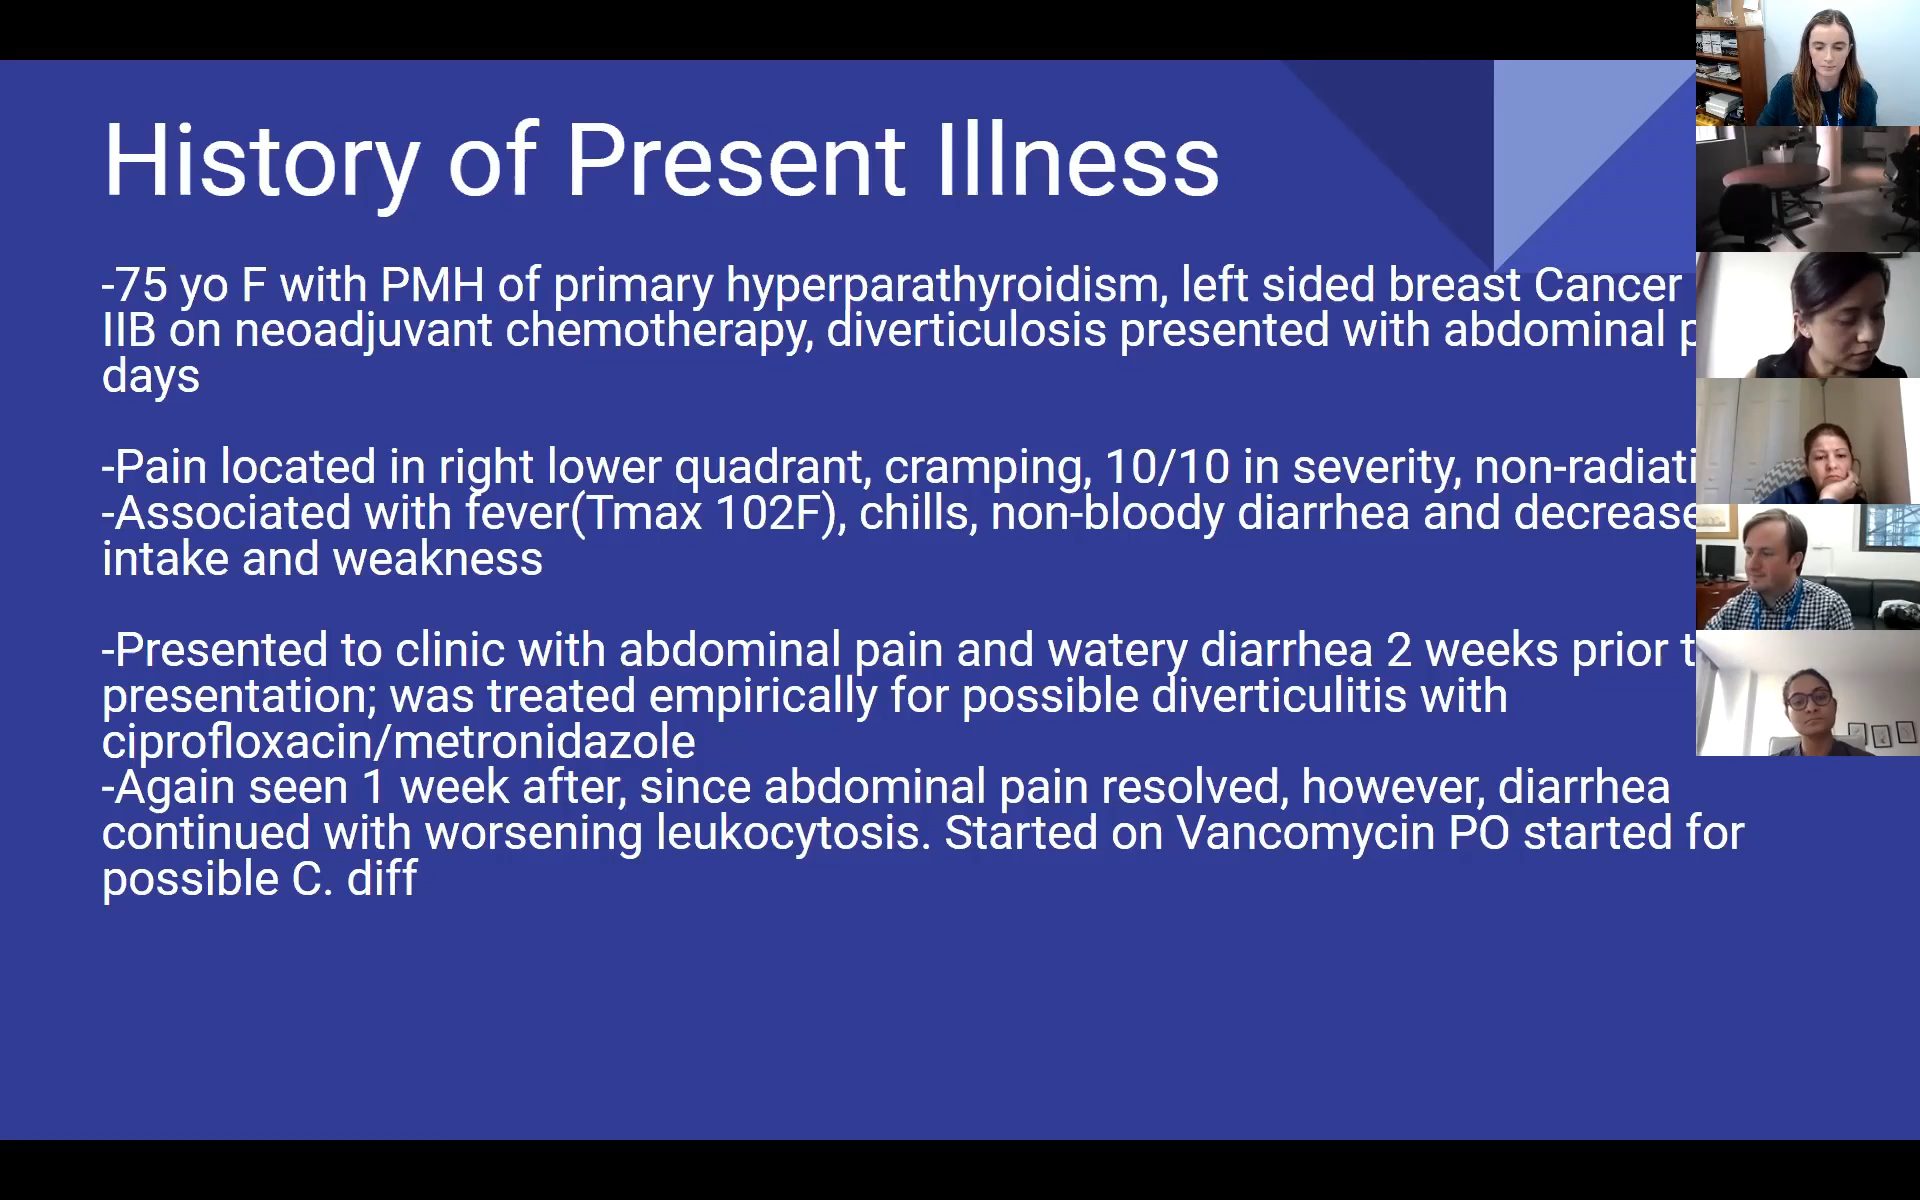 History of Present Illness
-75 yo F with PMH of primary hyperparathyroidism, left sided breast Cancer
IIB on neoadjuvant chemotherapy, diverticulosis presented with abdominal
days
-Pain located in right lower quadrant, cramping, 10/10 in severity,
-Associated with fever(Tmax 102F), chills, non-bloody diarrhea and
intake and weakness
-Presented to clinic with abdominal pain and watery diarrhea 2 weeks prior
presentation; was treated empirically for possible diverticulitis with
ciprofloxacin/metronidazole
-Again seen 1 week after, since abdominal pain resolved, however, diarrhea
continued with worsening leukocytosis. Started on Vancomycin PO started for
possible C. diff